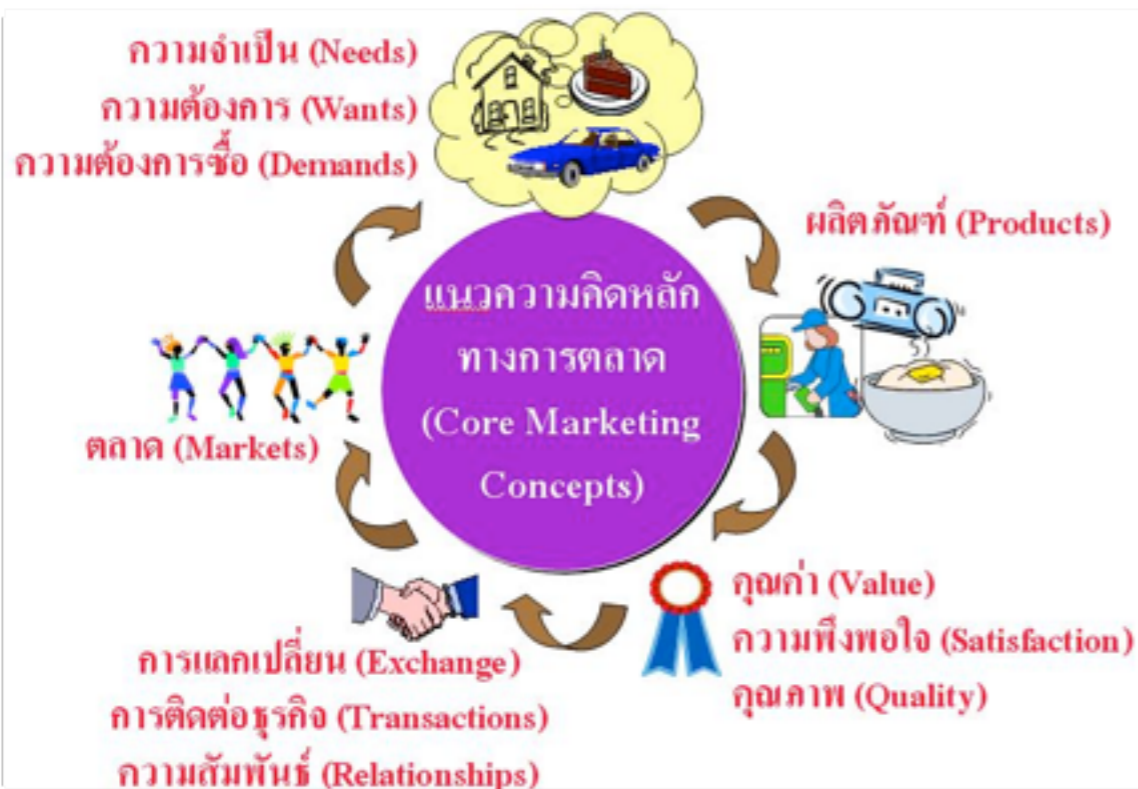 ความจำเป็น (Needs)
ความต้องการ (Wants)
ความต้องการซื้อ (Demands)
ผลิตภัณฑ์ (Products)
แนวความคิดหลัก
ทางการตลาด
(Core Marketing
Concepts)
ตลาด (Markets)
คุณค่า (Value)
ความพึงพอใจ (Satisfaction)
คุณภาพ (Quality)
การแลกเปลี่ยน (Exchange)
การติดต่อธุรกิจ (Transactions)
ความสัมพันธ์ (Relationships)